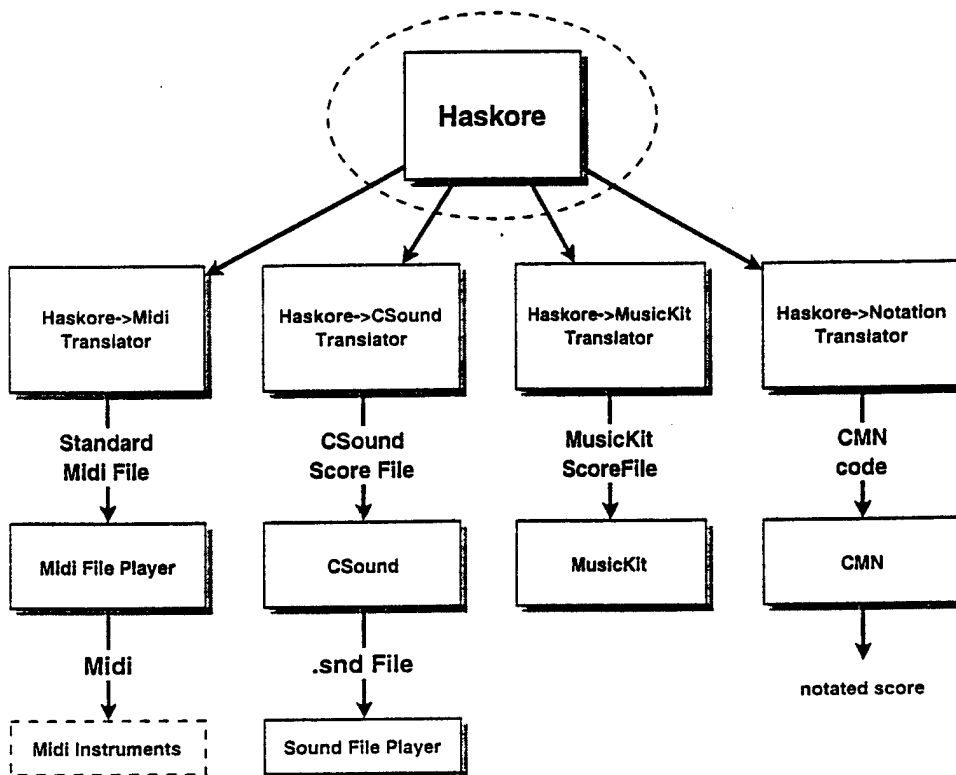 Haskore
Haskore->Midi
Translator
Haskore->CSound
Translator
Haskore->MusicKit
Translator
Haskore->Notation
Translator
Standard
Midi File
CSound
Score File
MusicKit
ScoreFile
CMN
code
Midi File Player
CSound
MusicKit
CMN
Midi
.snd File
notated score
Midi Instruments
Sound File Player